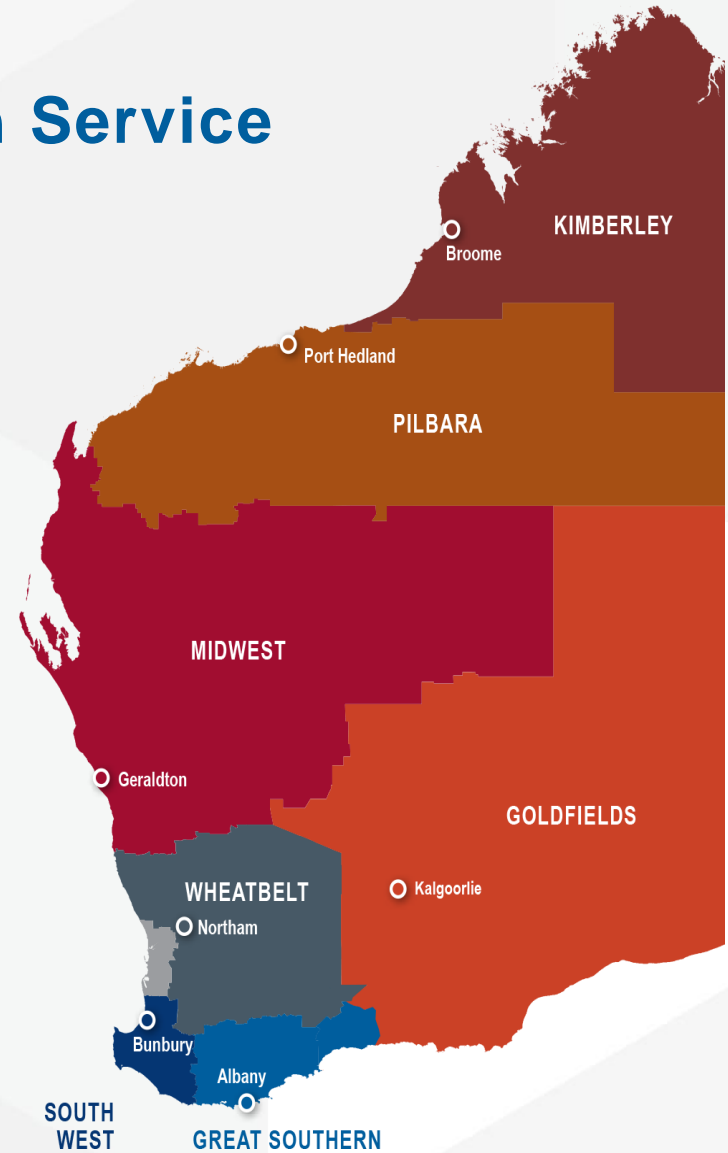 Service
KIMBERLEY
Broome
Port Hedland
PILBARA
MIDWEST
Geraldton
GOLDFIELDS
WHEATBELT
Kalgoorlie
Northam
Bunbury
Albany
SOUTH
WEST
GREAT SOUTHERN